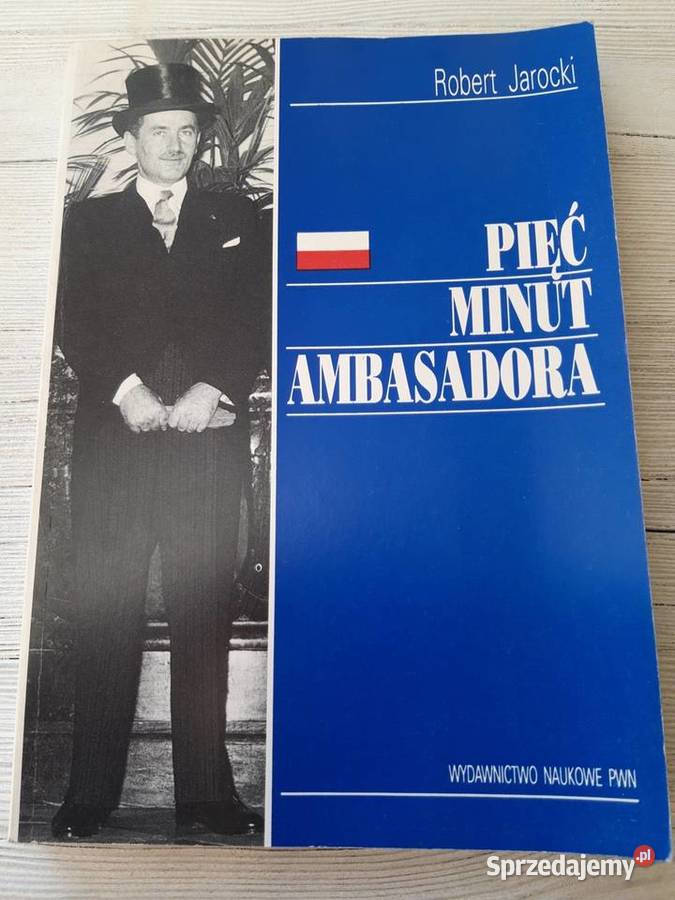 Robert Jarocki
PIĘĆ
MINUT
AMBASADORA
WYDAWNICTWO NAUKOWE PWN
Sprzedajemy.pl